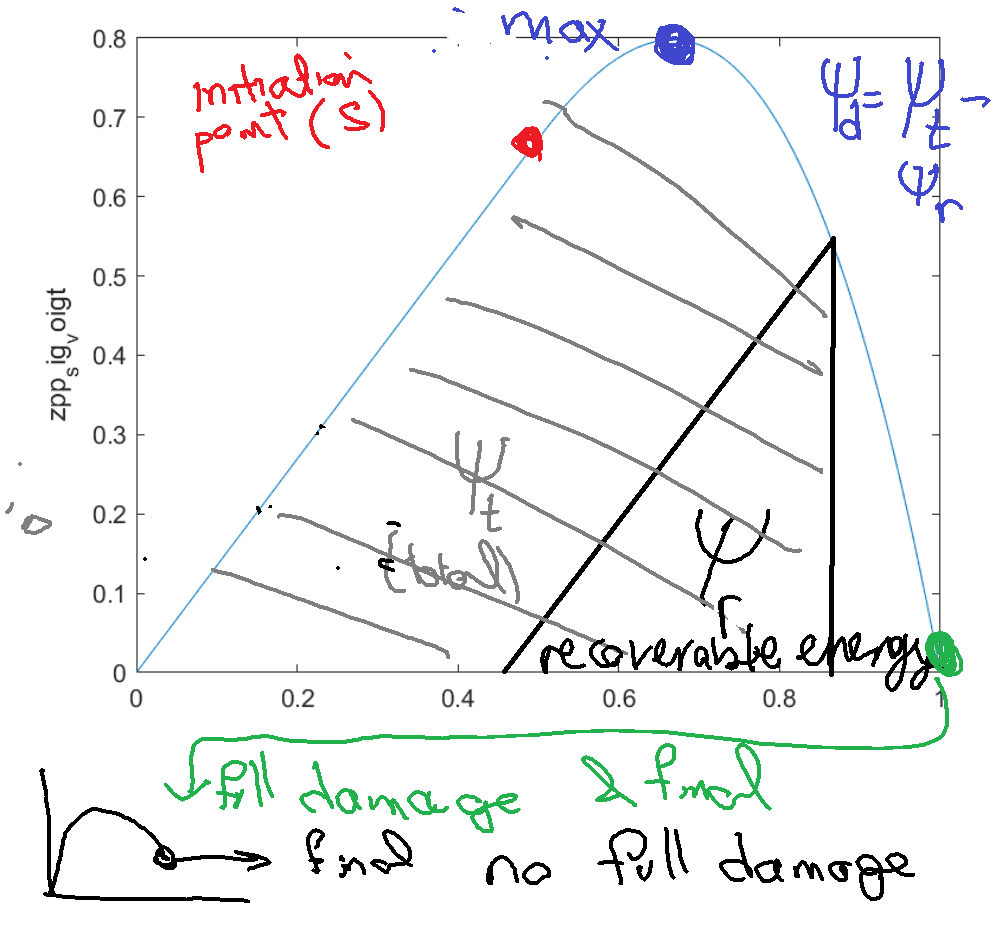 max
0.8
initiation
point (S)
0.7
ψd = ψt -
ψr
0.6
0.5
zppsigvoigt
0.4
0.3
ψt
(total)
0.2
ψr
0.1
recoverable energy
0
0 0.2 0.4 0.6 0.8 1
full damage & final
final no full damage